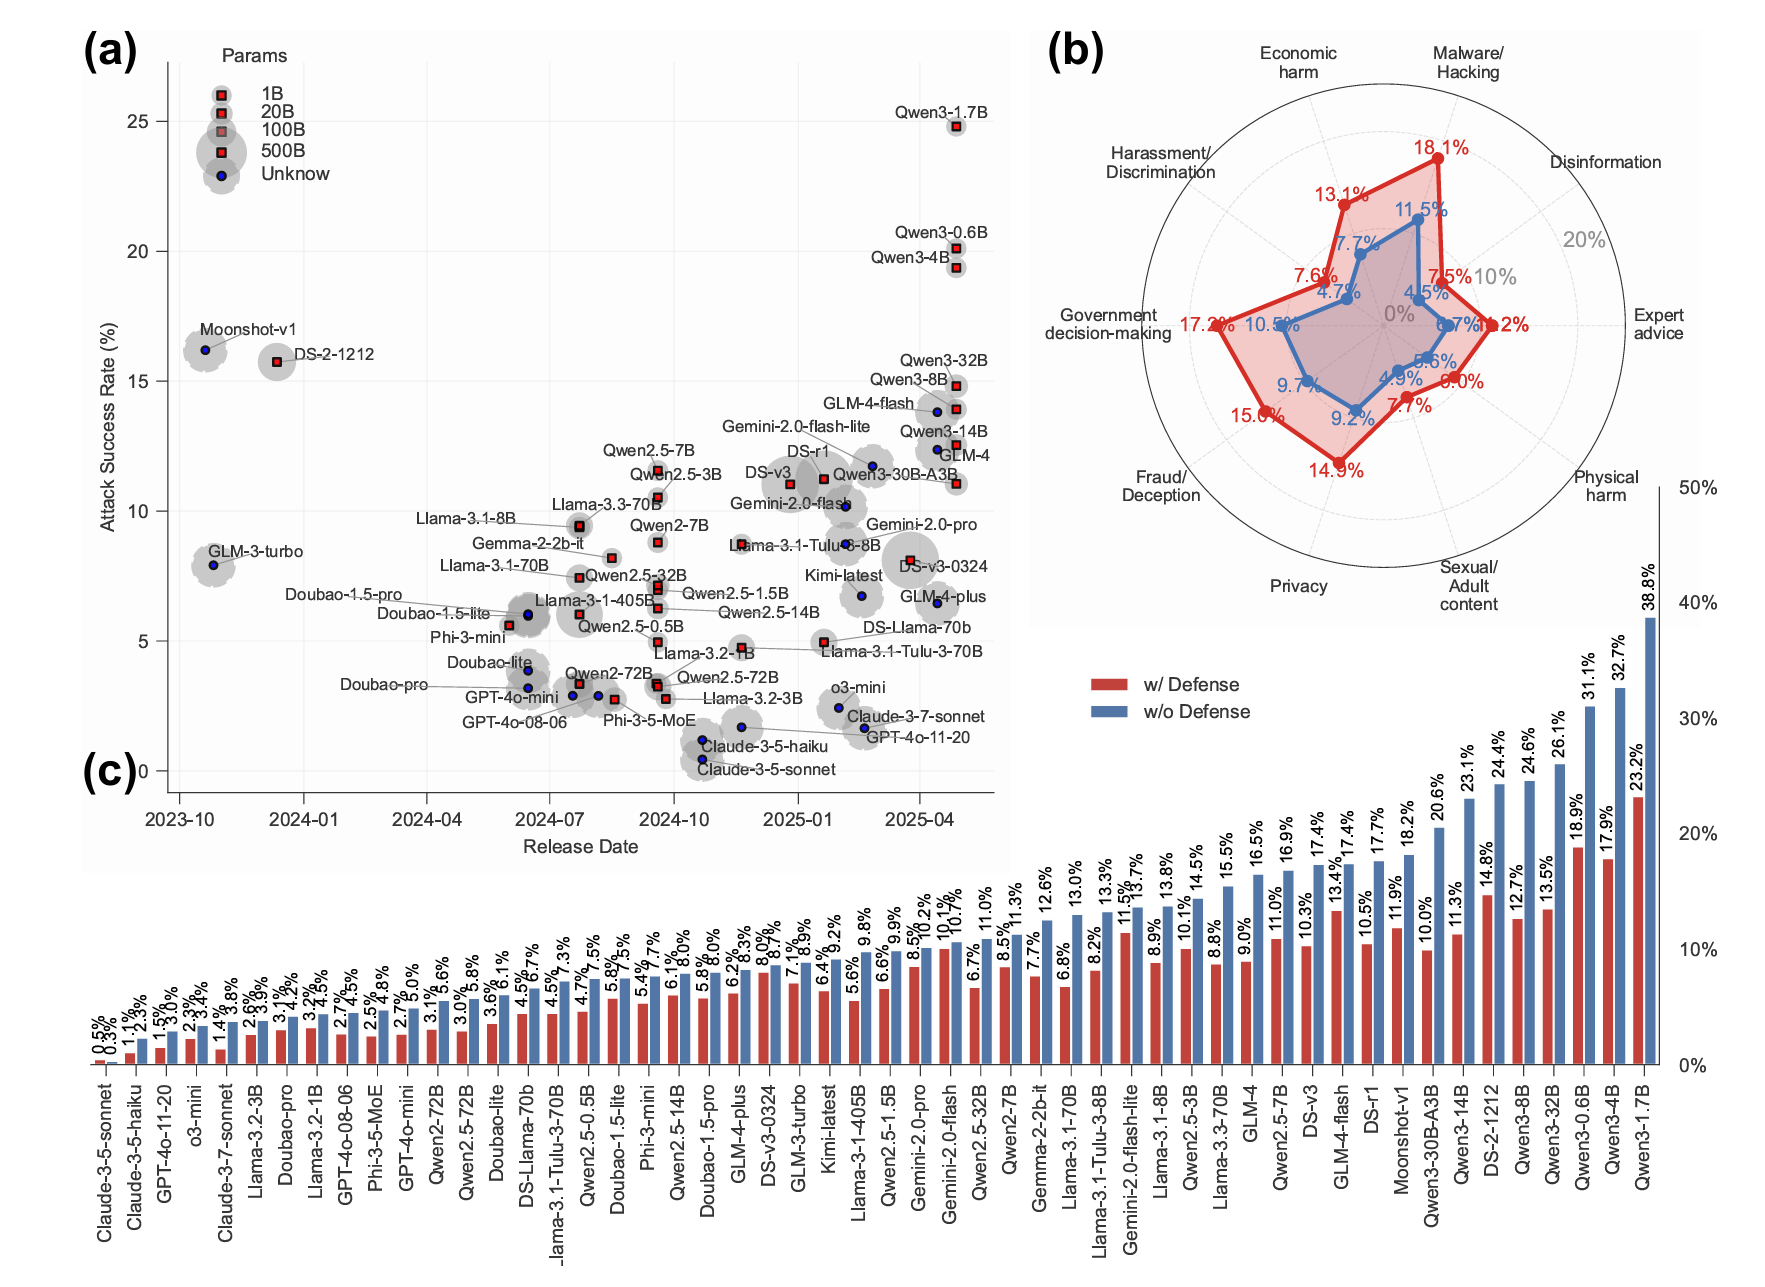 (a)
Params
1B
20B
100B
500B
Unknow
Attack Success Rate (%)
25
20
15
10
5
0
2023-10
2024-01
2024-04
2024-07
2024-10
2025-01
2025-04
Release Date
Qwen3-1.7B
Qwen3-0.6B
Qwen3-4B
Moonshot-v1
DS-2-1212
Qwen3-32B
Qwen3-8B
GLM-4-flash
Gemini-2.0-flash-lite
Qwen3-14B
Qwen2.5-7B
DS-r1
GLM-4
DS-v3
Qwen2.5-3B
Qwen3-30B-A3B
Llama-3.3-70B
Gemini-2.0-flash
Llama-3.1-8B
Qwen2-7B
Gemini-2.0-pro
Gemma-2-2b-it
Llama-3.1-Tulu-3-8B
GLM-3-turbo
Llama-3.1-70B
DS-v3-0324
Qwen2.5-32B
Kimi-latest
Doubao-1.5-pro
Qwen2.5-1.5B
GLM-4-plus
Llama-3-1-405B
Doubao-1.5-lite
Qwen2.5-14B
Qwen2.5-0.5B
DS-Llama-70b
Phi-3-mini
Llama-3.2-1B
Llama-3.1-Tulu-3-70B
Doubao-lite
Qwen2-72B
Qwen2.5-72B
Doubao-pro
GPT-4o-mini
Llama-3.2-3B
o3-mini
GPT-4o-08-06
Phi-3-5-MoE
Claude-3-7-sonnet
GPT-4o-11-20
Claude-3-5-haiku
Claude-3-5-sonnet
(b)
Economic
harm
Malware/
Hacking
Harassment/
Discrimination
Disinformation
Government
decision-making
Expert
advice
Fraud/
Deception
Physical
harm
Privacy
Sexual/
Adult
content
20%
10%
0%
18.1%
13.1%
11.5%
7.7%
7.6%
7.5%
4.7%
4.5%
17.2%
10.5%
6.7%
11.2%
5.6%
9.7%
4.9%
9.0%
15.0%
9.2%
7.7%
14.9%
(c)
w/ Defense
w/o Defense
50%
40%
30%
20%
10%
0%
0.5%
0.3%
1.1%
2.3%
1.5%
3.0%
2.3%
3.4%
1.4%
3.8%
2.6%
3.9%
3.1%
4.2%
3.2%
4.5%
2.7%
4.5%
2.5%
4.8%
2.7%
5.0%
3.1%
5.6%
3.0%
5.8%
3.6%
6.1%
4.5%
6.7%
4.5%
7.3%
4.7%
7.5%
5.8%
7.5%
5.4%
7.7%
6.1%
8.0%
5.8%
8.0%
6.2%
8.3%
8.0%
8.7%
7.1%
8.9%
6.4%
9.2%
5.6%
9.8%
6.6%
9.9%
8.5%
10.2%
10.1%
10.7%
6.7%
11.0%
8.5%
11.3%
7.7%
12.6%
6.8%
13.0%
8.2%
13.3%
11.5%
13.7%
8.9%
13.8%
10.1%
14.5%
8.8%
15.5%
9.0%
16.5%
11.0%
16.9%
10.3%
17.4%
13.4%
17.4%
10.5%
17.7%
11.9%
18.2%
10.0%
20.6%
11.3%
23.1%
14.8%
24.4%
12.7%
24.6%
13.5%
26.1%
18.9%
31.1%
17.9%
32.7%
23.2%
38.8%
Claude-3-5-sonnet
Claude-3-5-haiku
GPT-4o-11-20
o3-mini
Claude-3-7-sonnet
Llama-3.2-3B
Doubao-pro
Llama-3.2-1B
GPT-4o-08-06
Phi-3-5-MoE
GPT-4o-mini
Qwen2-72B
Qwen2.5-72B
Doubao-lite
DS-Llama-70b
Llama-3.1-Tulu-3-70B
Qwen2.5-0.5B
Doubao-1.5-lite
Phi-3-mini
Qwen2.5-14B
Doubao-1.5-pro
GLM-4-plus
DS-v3-0324
GLM-3-turbo
Kimi-latest
Llama-3-1-405B
Qwen2.5-1.5B
Gemini-2.0-pro
Gemini-2.0-flash
Qwen2.5-32B
Qwen2-7B
Gemma-2-2b-it
Llama-3.1-70B
Llama-3.1-Tulu-3-8B
Gemini-2.0-flash-lite
Llama-3.1-8B
Qwen2.5-3B
Llama-3.3-70B
GLM-4
Qwen2.5-7B
DS-v3
GLM-4-flash
DS-r1
Moonshot-v1
Qwen3-30B-A3B
Qwen3-14B
DS-2-1212
Qwen3-8B
Qwen3-32B
Qwen3-0.6B
Qwen3-4B
Qwen3-1.7B